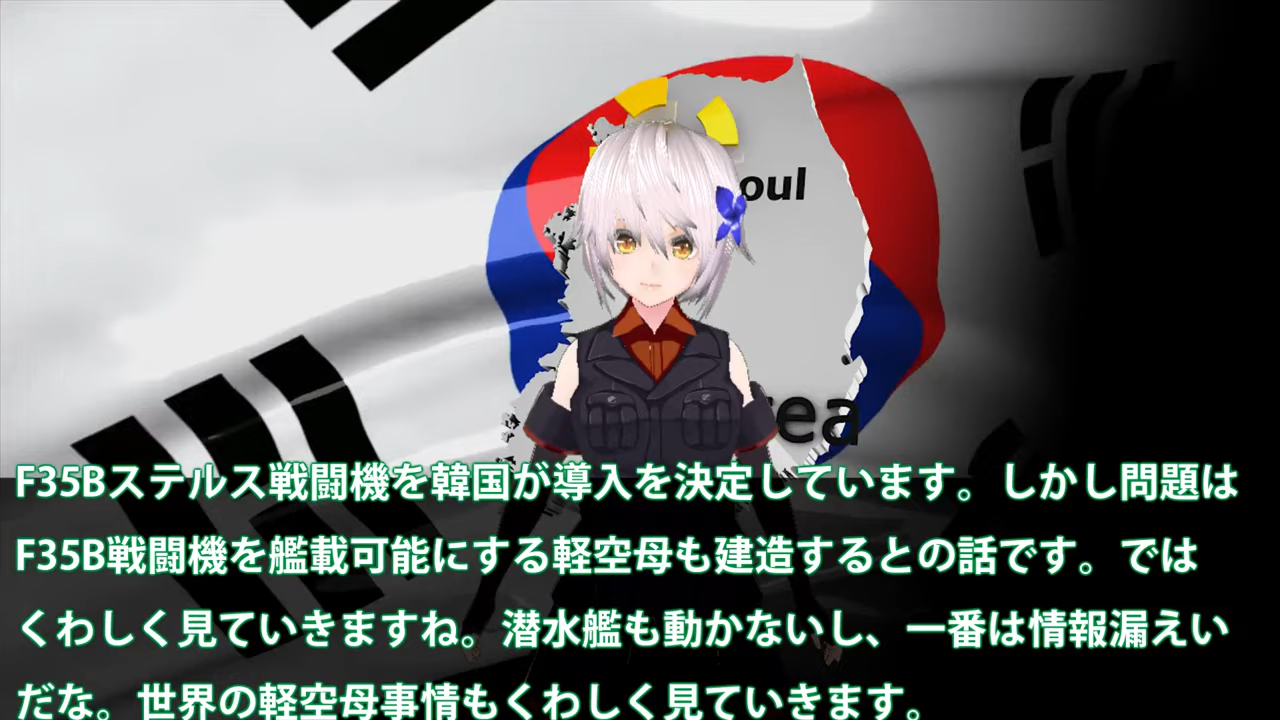 oul
ea
F35Bステルス戦闘機を韓国が導入を決定しています。しかし問題は
F35B戦闘機を艦載可能にする軽空母も建造するとの話です。では
くわしく見ていきますね。潜水艦も動かないし、一番は情報漏えい
だな。世界の軽空母事情もくわしく見ていきます。